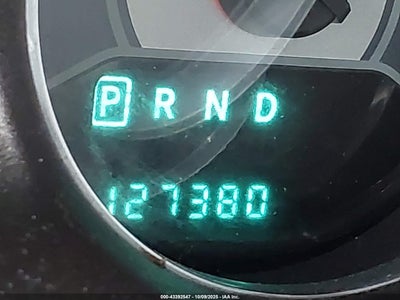 P R N D
127380
000-43392547 - 10/09/2025 - IAA Inc.